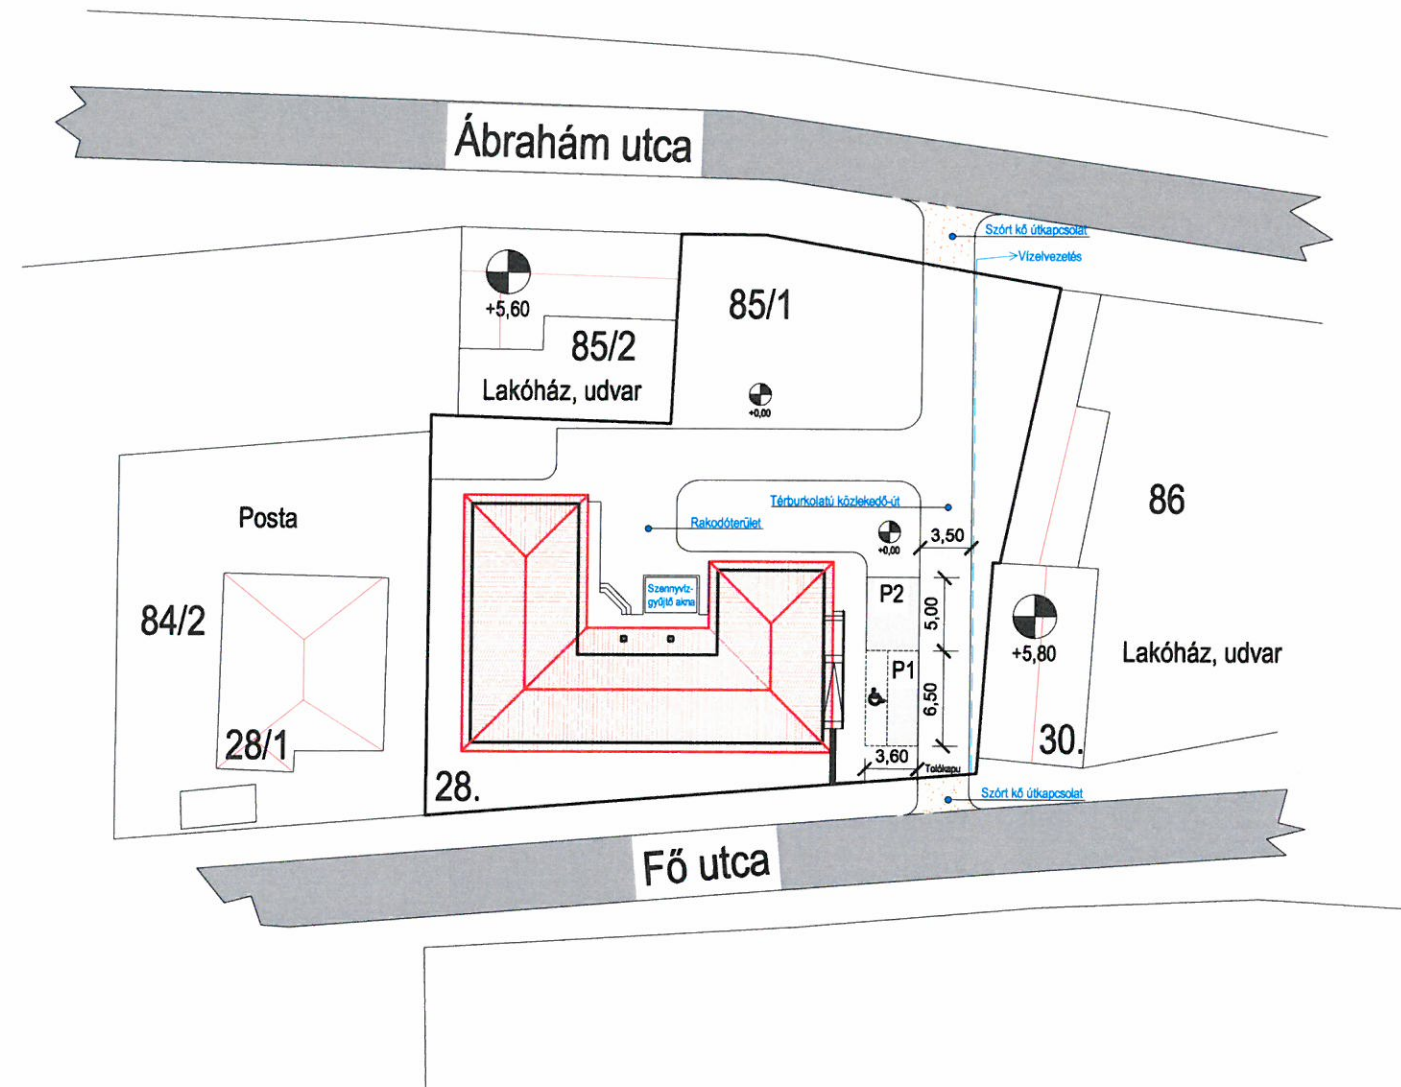 Ábrahám utca
Szórt kő útkapcsolat
Vízelvezetés
+5,60
85/1
85/2
Lakóház, udvar
+0,00
86
Posta
Térburkolatú közlekedő-út
Rakodóterület
+0,00
3,50
Szennyvíz-
gyűjtő akna
P2
5,00
84/2
+5,80
Lakóház, udvar
P1
6,50
28/1
30.
3,60
Tolókapu
28.
Szórt kő útkapcsolat
Fő utca